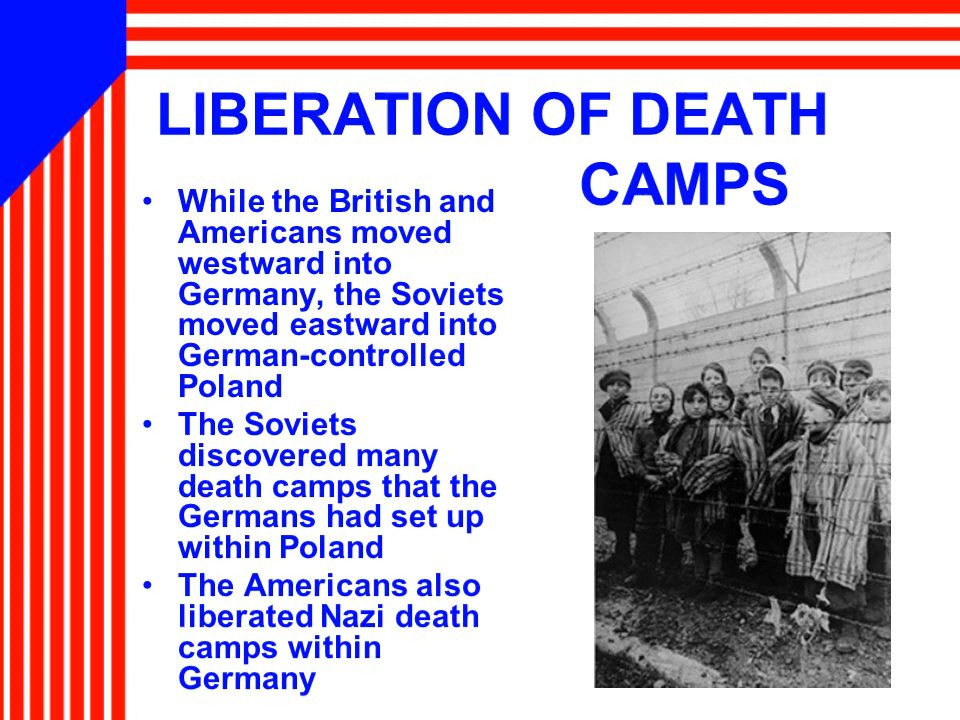 LIBERATION OF DEATH
CAMPS
• While the British and
Americans moved
westward into
Germany, the Soviets
moved eastward into
German-controlled
Poland
• The Soviets
discovered many
death camps that the
Germans had set up
within Poland
• The Americans also
liberated Nazi death
camps within
Germany